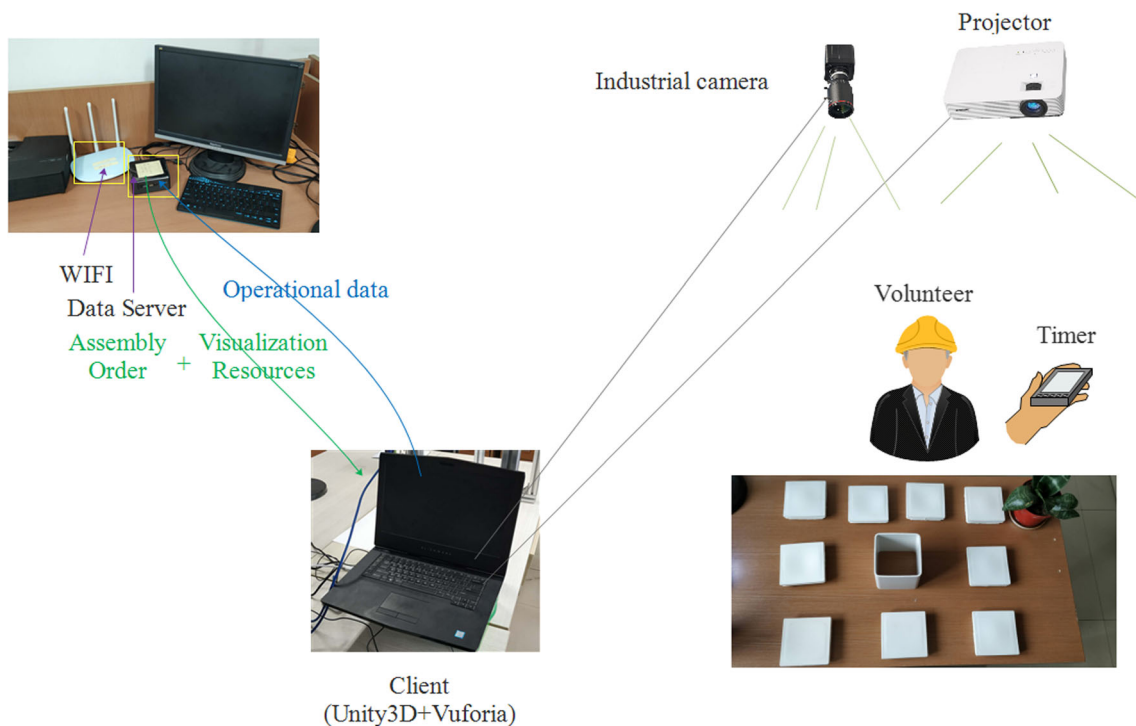 Projector
Industrial camera
WIFI
Data Server
Operational data
Assembly
Order
+
Visualization
Resources
Volunteer
Timer
Client
(Unity3D+Vuforia)